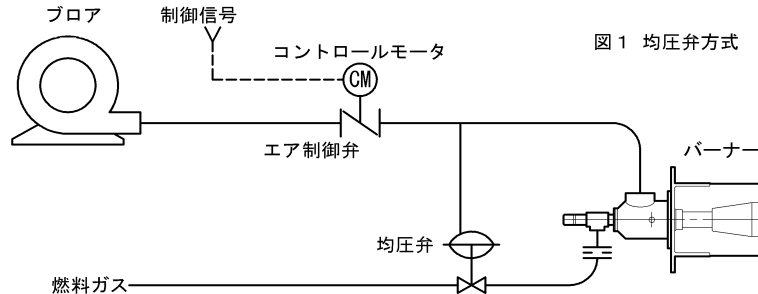 ブロア
制御信号
コントロールモータ
図1 均圧弁方式
CM
エア制御弁
バーナー
均圧弁
燃料ガス